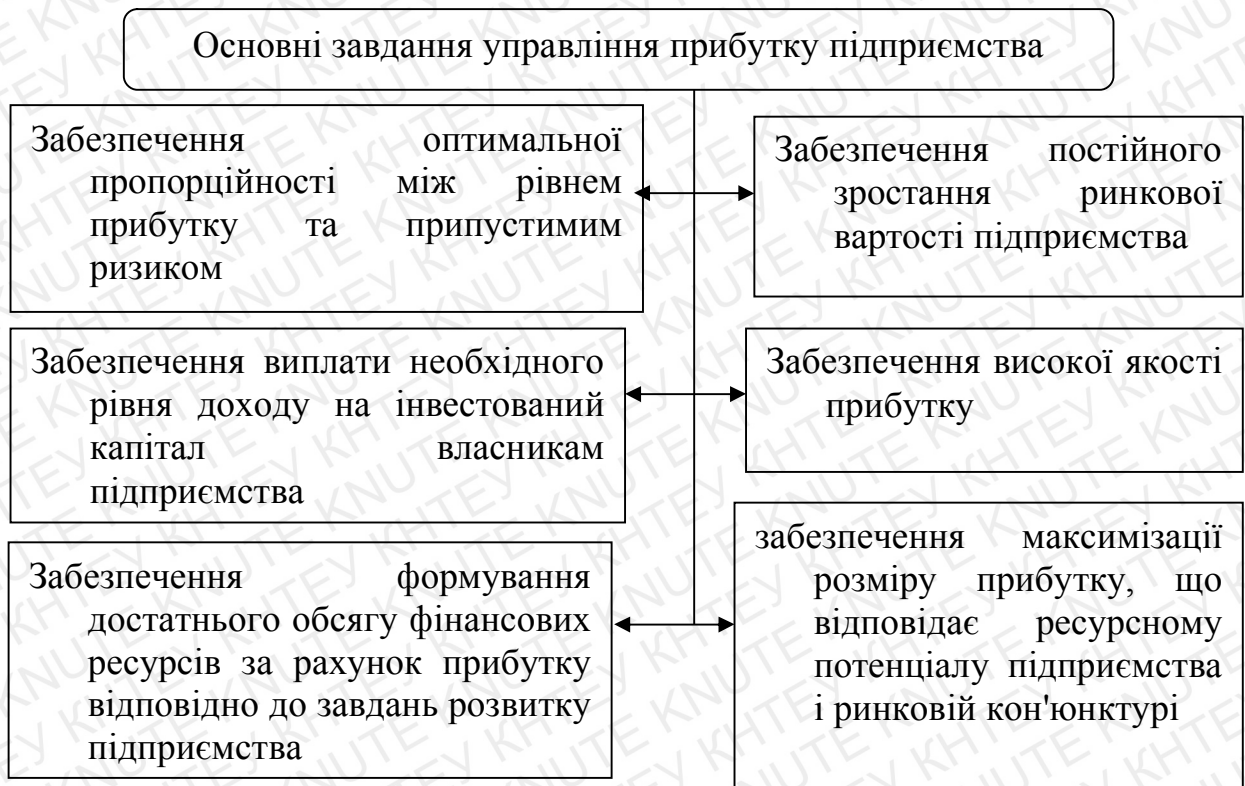 Основні завдання управління прибутку підприємства
Забезпечення оптимальної
пропорційності між рівнем
прибутку та припустимим
ризиком
Забезпечення постійного
зростання ринкової
вартості підприємства
Забезпечення виплати необхідного
рівня доходу на інвестований
капітал власникам
підприємства
Забезпечення високої якості
прибутку
Забезпечення формування
достатнього обсягу фінансових
ресурсів за рахунок прибутку
відповідно до завдань розвитку
підприємства
забезпечення максимізації
розміру прибутку, що
відповідає ресурсному
потенціалу підприємства
і ринковій кон'юнктурі